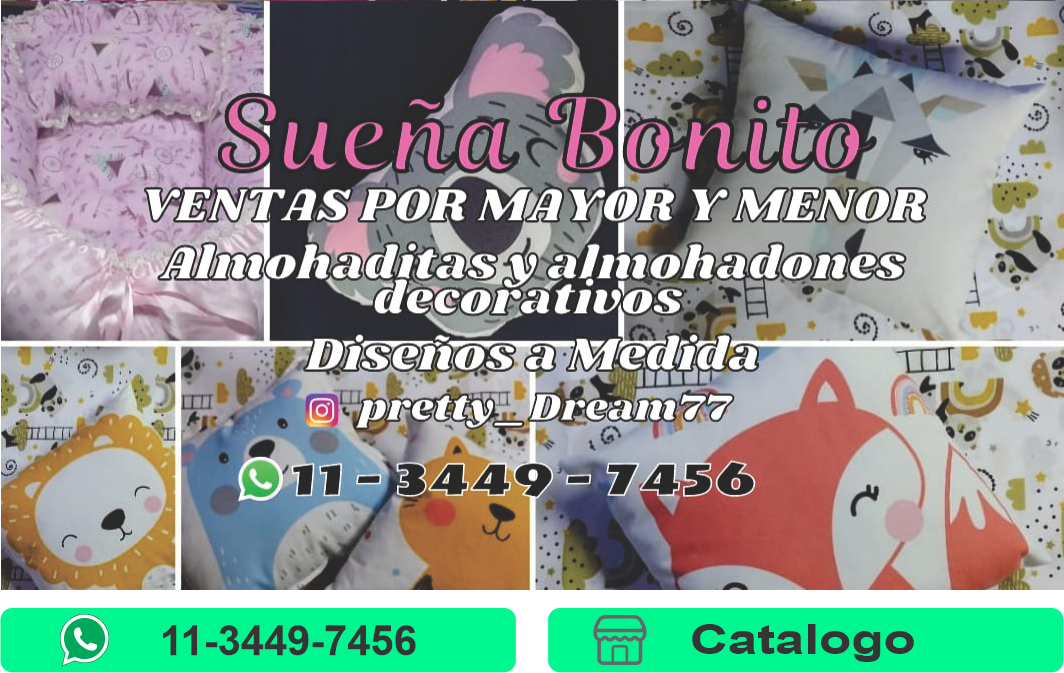 Sueña Bonito
VENTAS POR MAYOR Y MENOR
Almohaditas y almohadones
decorativos
Diseños a Medida
pretty_Dream77
11 - 3449 - 7456
11-3449-7456
Catalogo